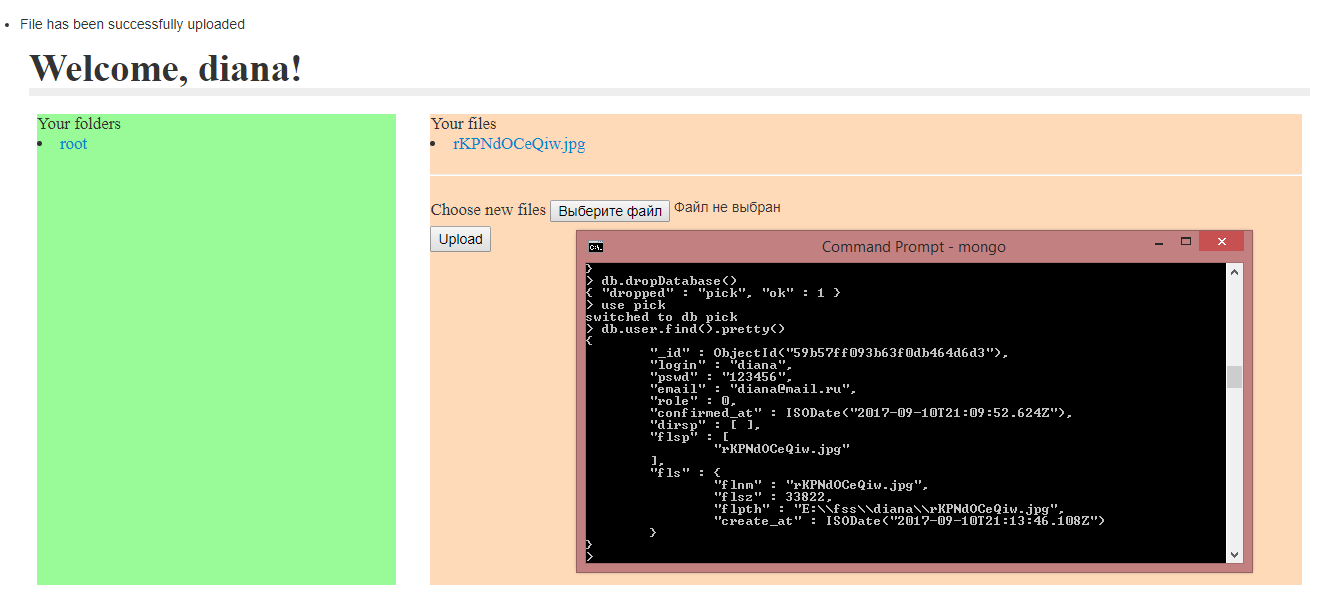 File has been successfully uploaded
Welcome, diana!
Your folders
root
Your files
rKPNdOCeQiw.jpg
Choose new files Выберите файл Файл не выбран
Upload
C:\.
Command Prompt - mongo
}
> db.dropDatabase()
{ "dropped" : "pick", "ok" : 1 }
> use pick
switched to db pick
> db.user.find().pretty()
{
"_id" : ObjectId("59b57ff093b63f0db464d6d3"),
"login" : "diana",
"pswd" : "123456",
"email" : "diana@mail.ru",
"role" : 0,
"confirmed_at" : ISODate("2017-09-10T21:09:52.624Z"),
"dirsp" : [ ],
"flsp" : [
"rKPNdOCeQiw.jpg"
],
"fls" : {
"flnm" : "rKPNdOCeQiw.jpg",
"flsz" : 33822,
"flpth" : "E:\\fss\\diana\\rKPNdOCeQiw.jpg",
"create_at" : ISODate("2017-09-10T21:13:46.108Z")
}
}
>